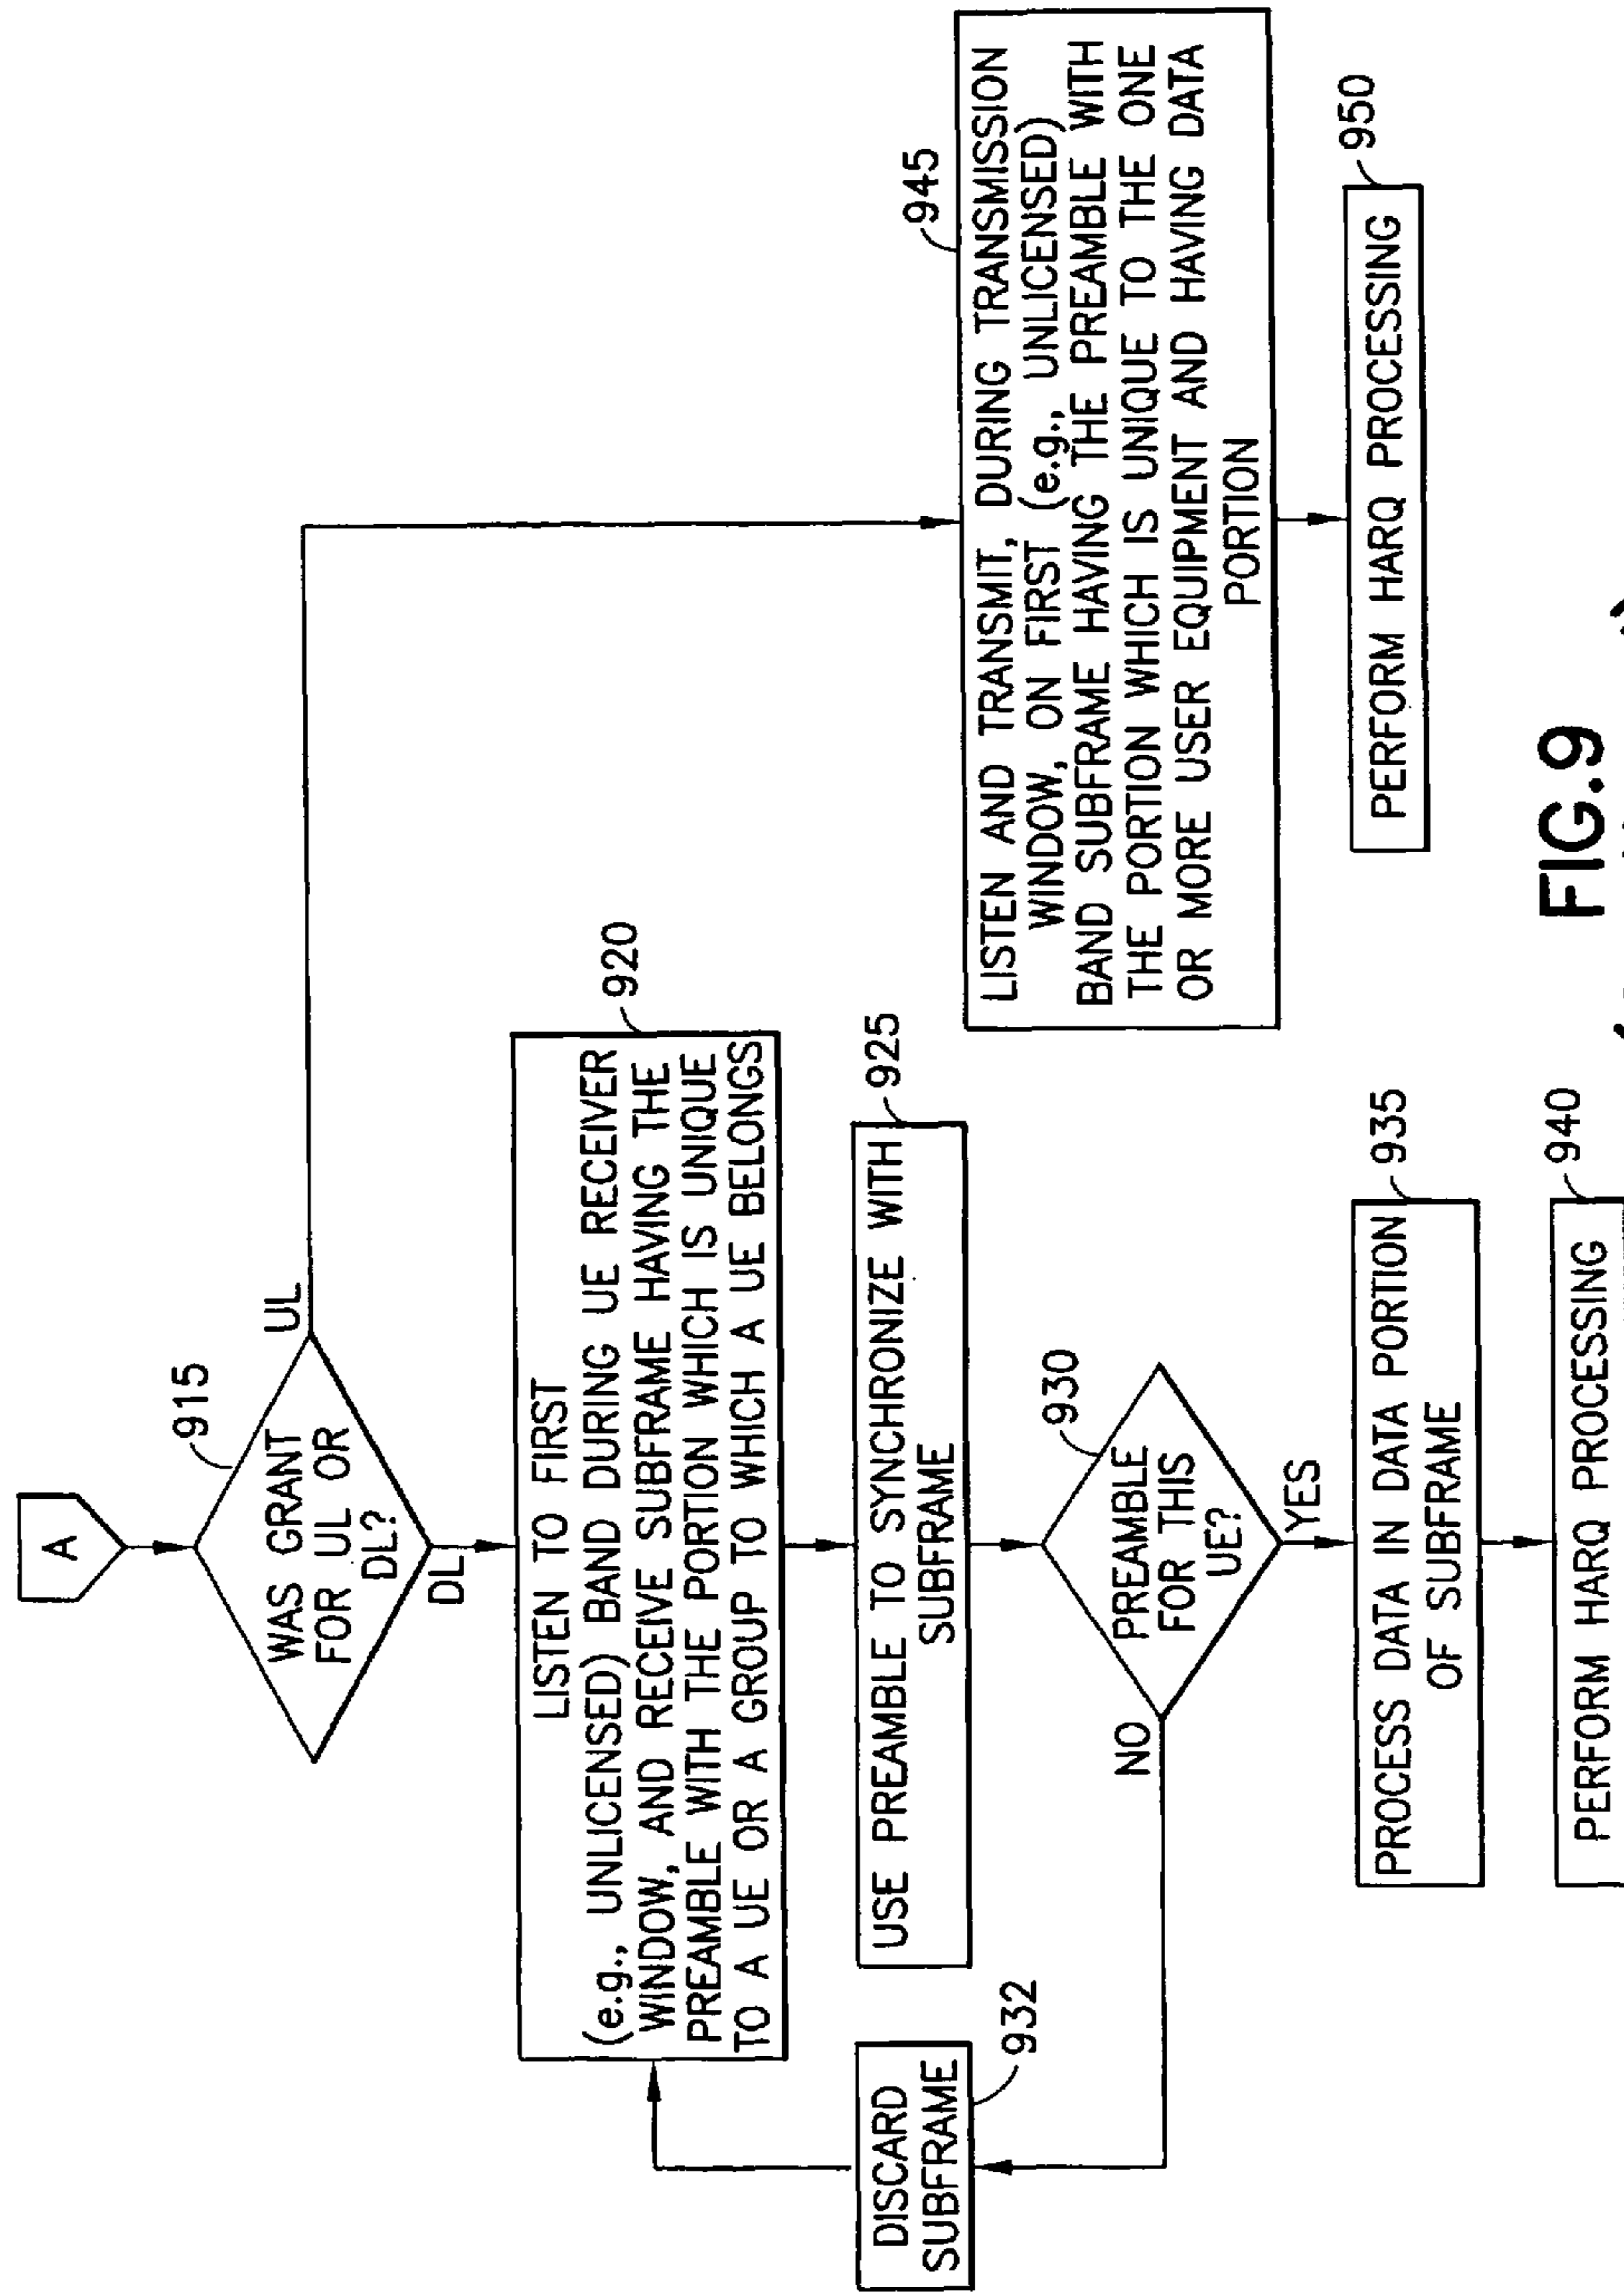 A
WAS GRANT
FOR UL OR
DL?
915
UL
DL
LISTEN TO FIRST
(e.g., UNLICENSED) BAND DURING UE RECEIVER
WINDOW, AND RECEIVE SUBFRAME HAVING THE
PREAMBLE WITH THE PORTION WHICH IS UNIQUE
TO A UE OR A GROUP TO WHICH A UE BELONGS
920
USE PREAMBLE TO SYNCHRONIZE WITH
SUBFRAME
925
DISCARD
SUBFRAME
932
PREAMBLE
FOR THIS
UE?
930
NO
YES
PROCESS DATA IN DATA PORTION
OF SUBFRAME
935
PERFORM HARQ PROCESSING
940
LISTEN AND TRANSMIT, DURING TRANSMISSION
WINDOW, ON FIRST (e.g., UNLICENSED)
BAND SUBFRAME HAVING THE PREAMBLE WITH
THE PORTION WHICH IS UNIQUE TO THE ONE
OR MORE USER EQUIPMENT AND HAVING DATA
PORTION
945
PERFORM HARQ PROCESSING
950
FIG.9